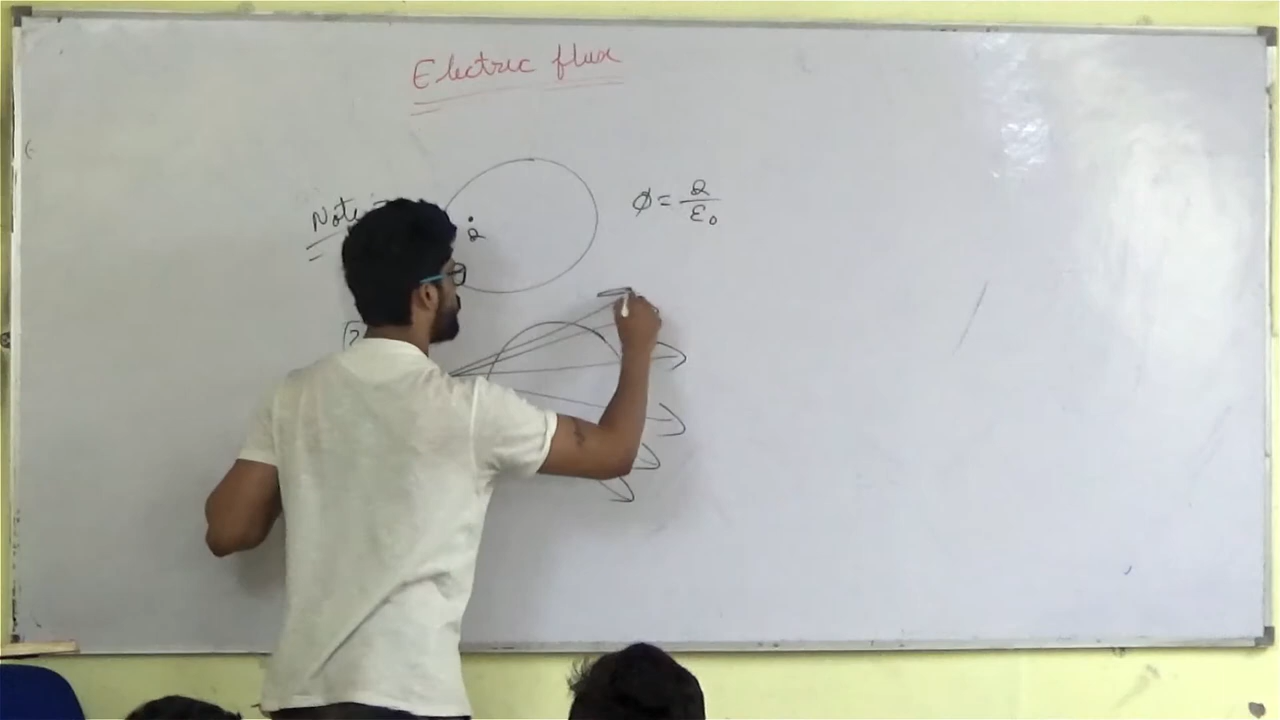 Electric flux
Note
Q
φ = Q/ε₀